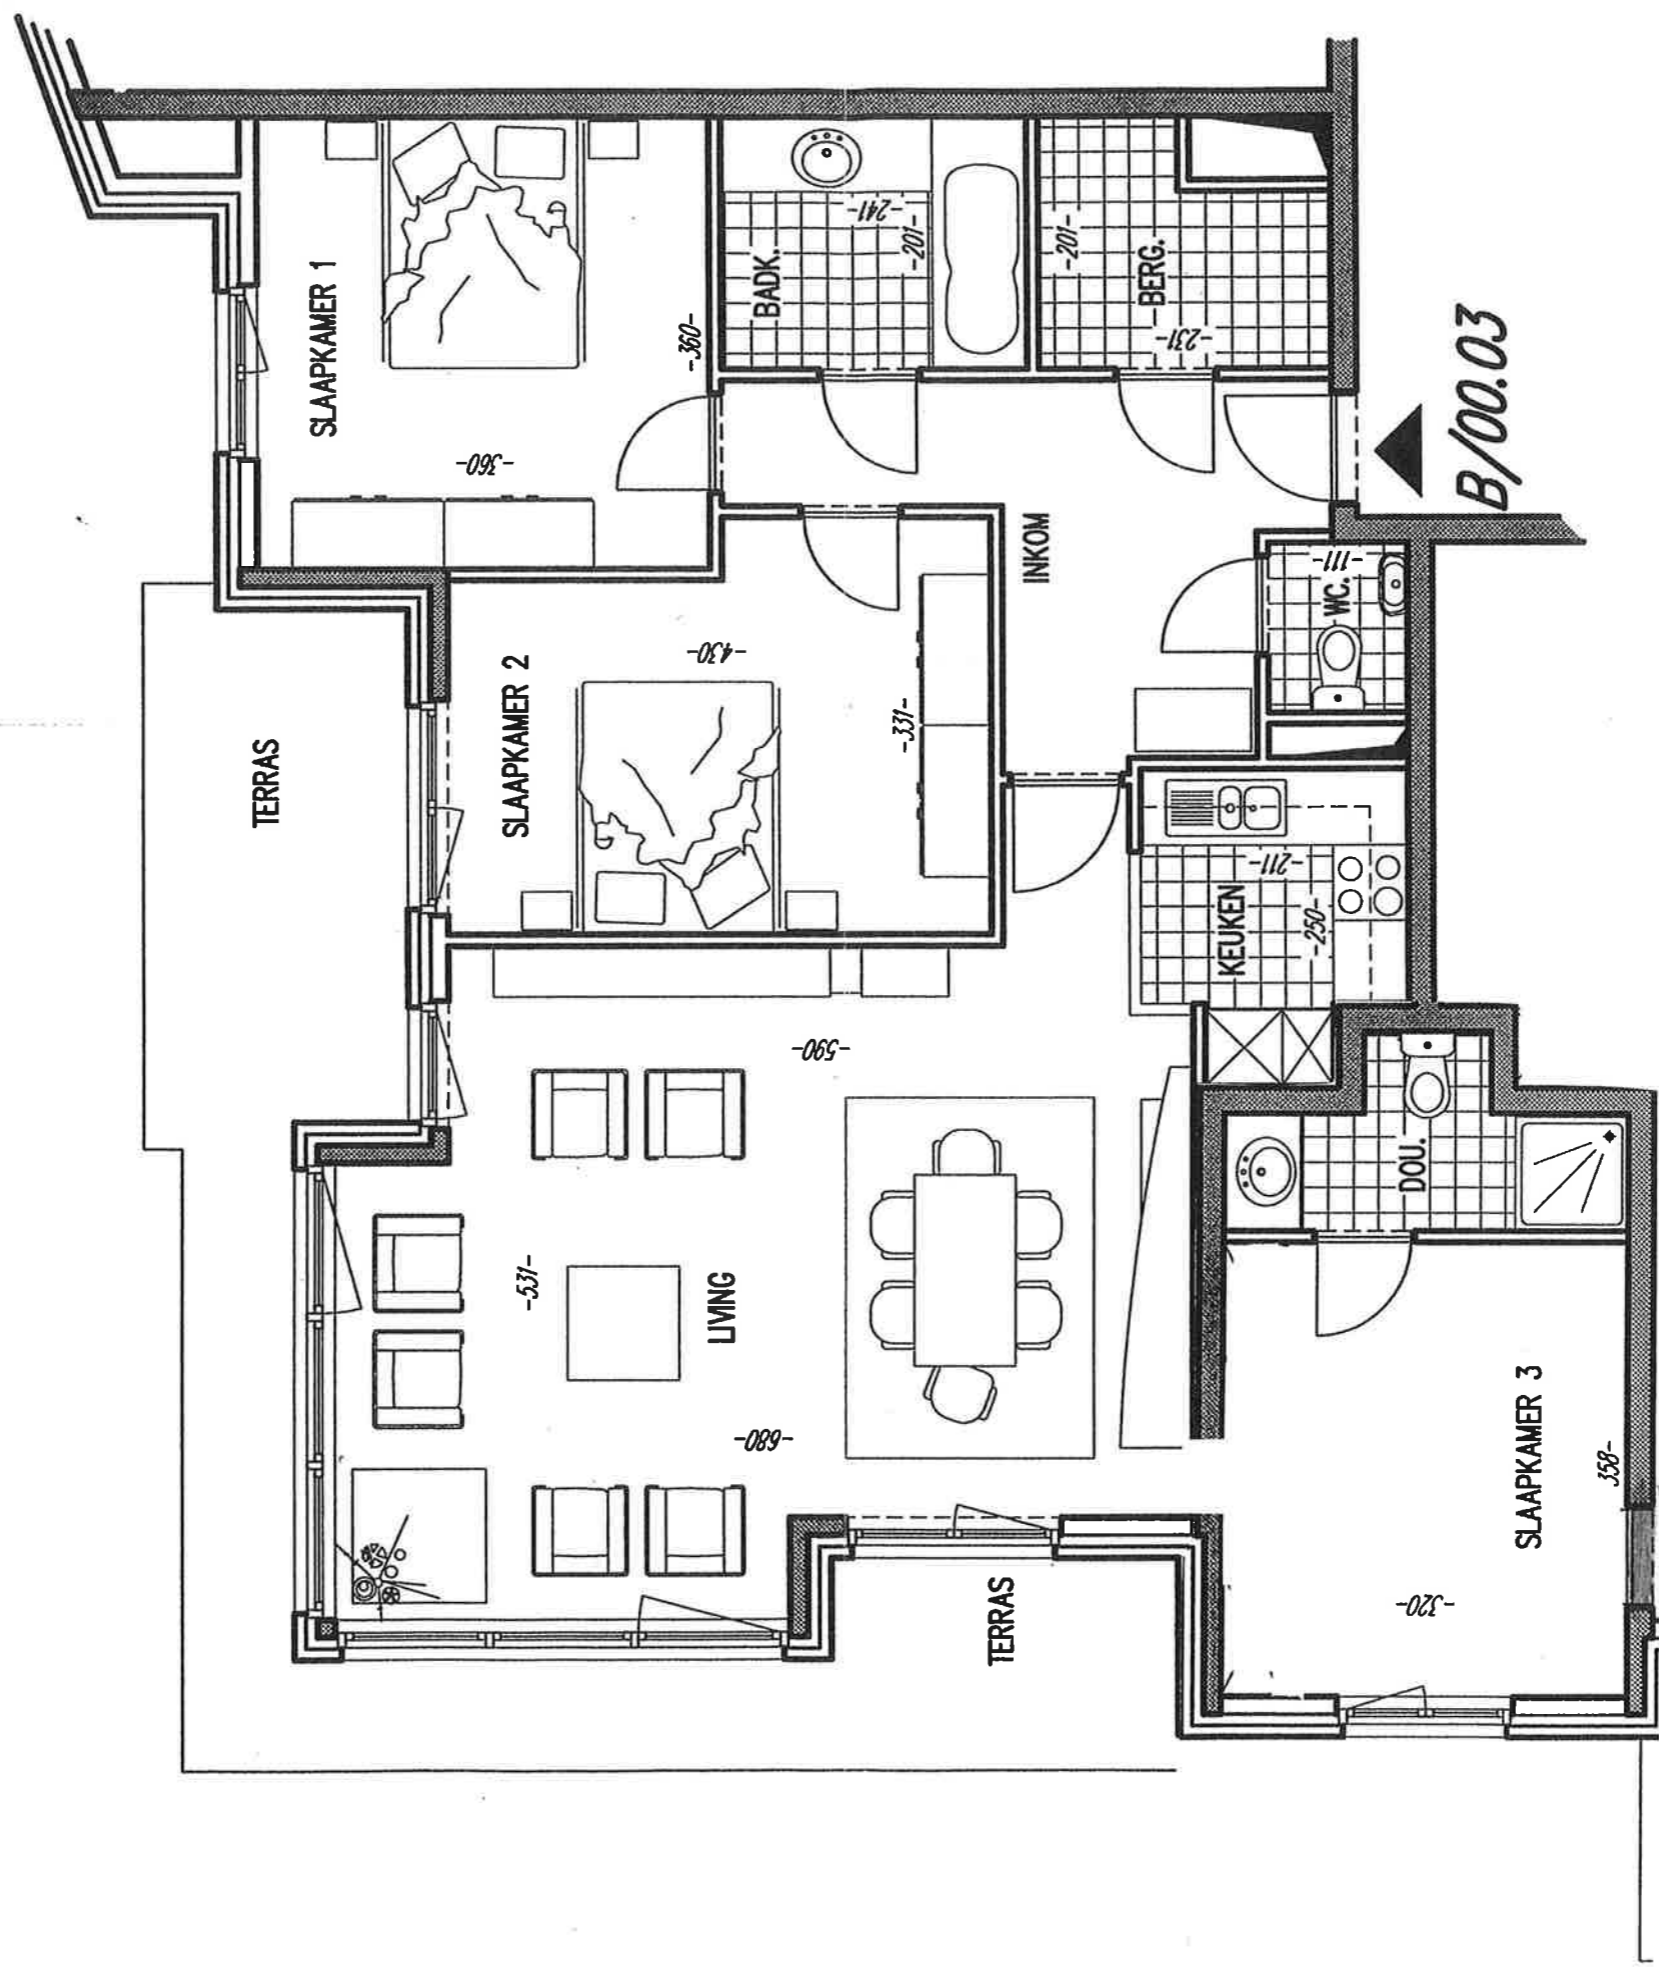 SLAAPKAMER 1
-360-
-360-
BADK.
-241-
-201-
-201-
BERG.
-231-
B/00.03
TERRAS
SLAAPKAMER 2
-430-
-331-
INKOM
WC.
-111-
KEUKEN
-211-
-250-
-590-
-531-
LIVING
-680-
DOU.
TERRAS
SLAAPKAMER 3
358-
-320-